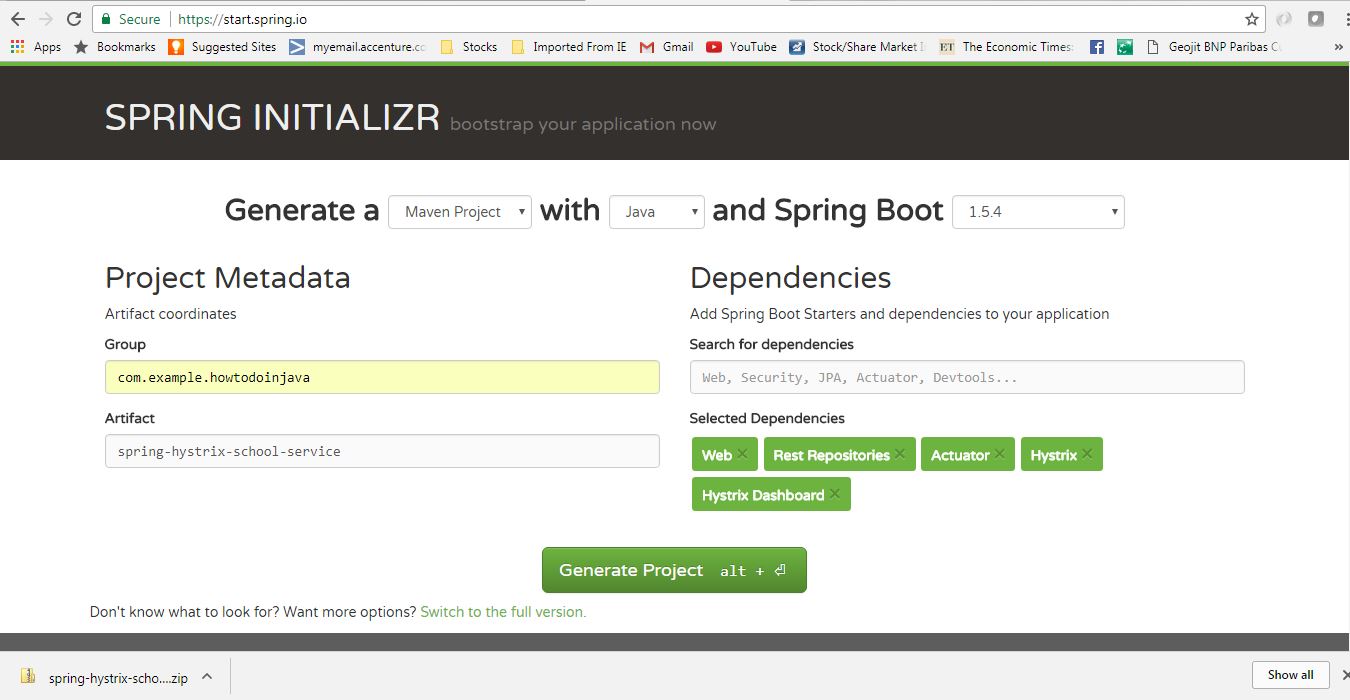 Secure https://start.spring.io
Apps Bookmarks Suggested Sites myemail.accenture.co Stocks Imported From IE Gmail YouTube Stock/Share Market I ET The Economic Times: Geojit BNP Paribas C »
SPRING INITIALIZR bootstrap your application now
Generate a Maven Project with Java and Spring Boot 1.5.4
Project Metadata
Artifact coordinates
Group
com.example.howtodoinjava
Artifact
spring-hystrix-school-service
Dependencies
Add Spring Boot Starters and dependencies to your application
Search for dependencies
Web, Security, JPA, Actuator, Devtools...
Selected Dependencies
Web × Rest Repositories × Actuator × Hystrix ×
Hystrix Dashboard ×
Generate Project alt + ⏎
Don't know what to look for? Want more options? Switch to the full version.
spring-hystrix-scho....zip
Show all